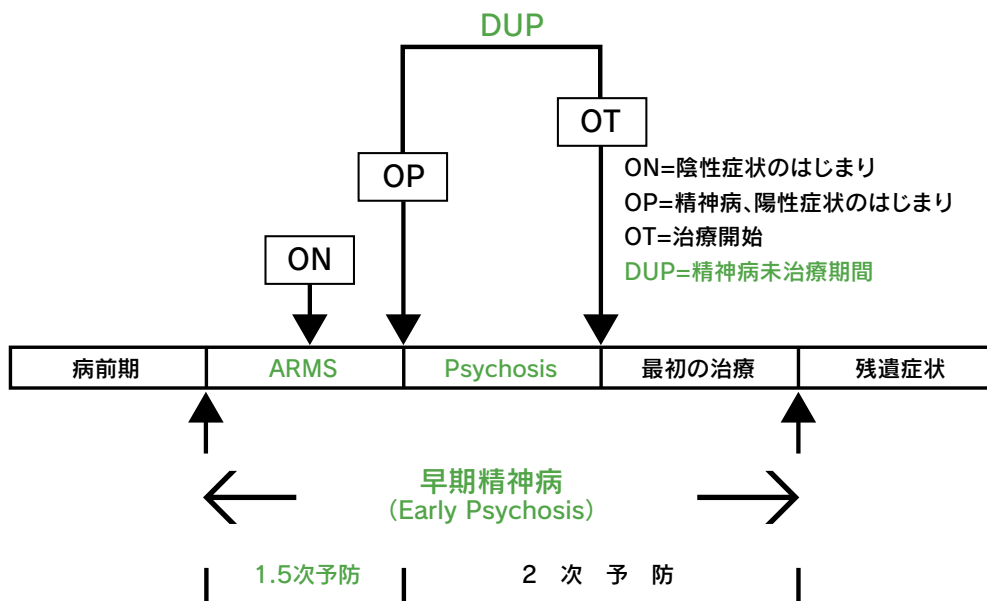 DUP
OT
OP
ON
ON=陰性症状のはじまり
OP=精神病、陽性症状のはじまり
OT=治療開始
DUP=精神病未治療期間
病前期 ARMS Psychosis 最初の治療 残遺症状
早期精神病
(Early Psychosis)
1.5次予防 2 次 予 防